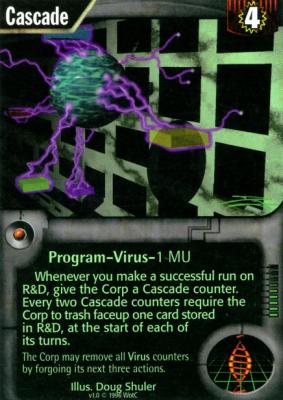 Cascade
4
Program-Virus-1 MU
Whenever you make a successful run on
R&D, give the Corp a Cascade counter.
Every two Cascade counters require the
Corp to trash faceup one card stored
in R&D, at the start of each of
its turns.
The Corp may remove all Virus counters
by forgoing its next three actions.
Illus. Doug Shuler
v1.0 © 1996 WotC